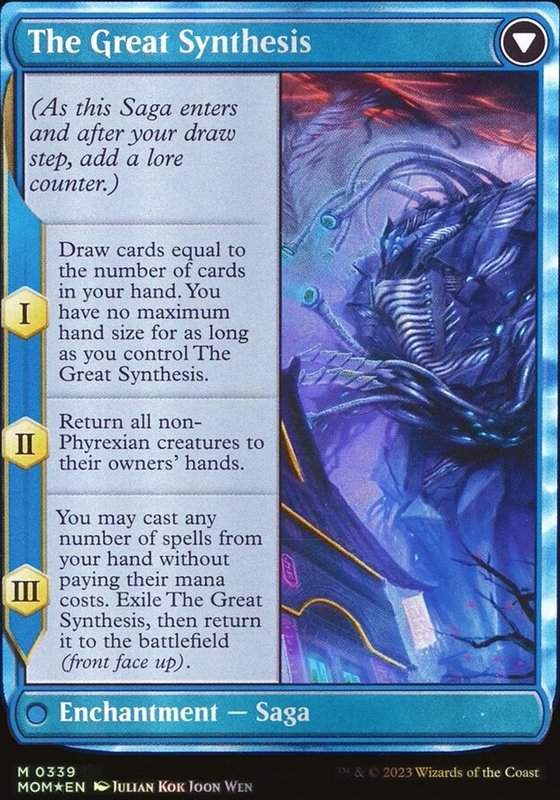 The Great Synthesis
(As this Saga enters
and after your draw
step, add a lore
counter.)
I
Draw cards equal to
the number of cards
in your hand. You
have no maximum
hand size for as long
as you control The
Great Synthesis.
II
Return all non-
Phyrexian creatures to
their owners' hands.
III
You may cast any
number of spells from
your hand without
paying their mana
costs. Exile The Great
Synthesis, then return
it to the battlefield
(front face up).
Enchantment — Saga
M 0339
MOM★EN Julian Kok Joon Wen
™ & © 2023 Wizards of the Coast